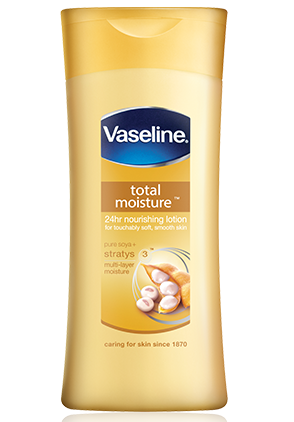 Vaseline®
total
moisture™
24hr nourishing lotion
for touchably soft, smooth skin
pure soya +
stratys 3™
multi-layer
moisture
caring for skin since 1870